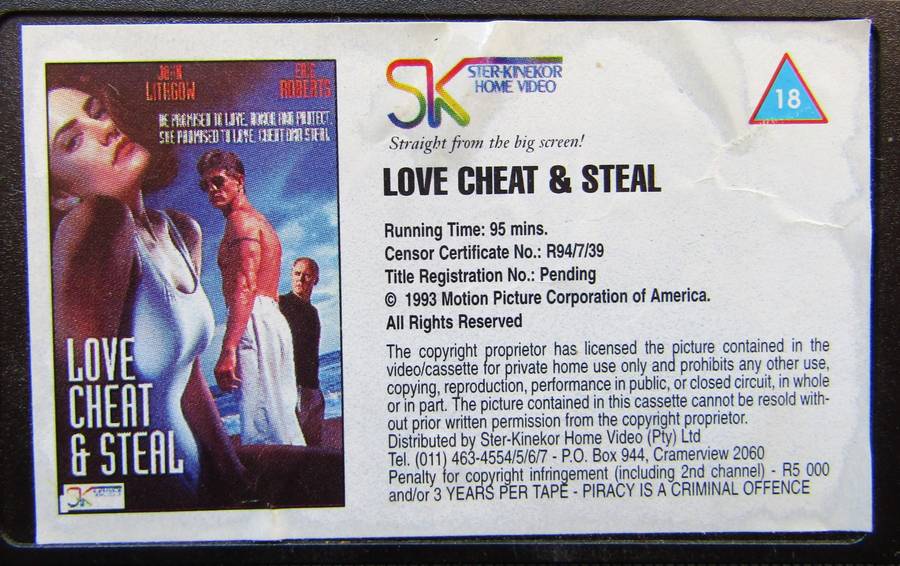 JOHN
LITHGOW
ERIC
ROBERTS
HE PROMISED TO LOVE, HONOR AND PROTECT.
SHE PROMISED TO LOVE, CHEAT AND STEAL.
LOVE
CHEAT
& STEAL
SK
SK STER-KINEKOR
HOME VIDEO
Straight from the big screen!
18
LOVE CHEAT & STEAL
Running Time: 95 mins.
Censor Certificate No.: R94/7/39
Title Registration No.: Pending
© 1993 Motion Picture Corporation of America.
All Rights Reserved
The copyright proprietor has licensed the picture contained in the
video/cassette for private home use only and prohibits any other use,
copying, reproduction, performance in public, or closed circuit, in whole
or in part. The picture contained in this cassette cannot be resold with-
out prior written permission from the copyright proprietor.
Distributed by Ster-Kinekor Home Video (Pty) Ltd
Tel. (011) 463-4554/5/6/7 - P.O. Box 944, Cramerview 2060
Penalty for copyright infringement (including 2nd channel) - R5 000
and/or 3 YEARS PER TAPE - PIRACY IS A CRIMINAL OFFENCE